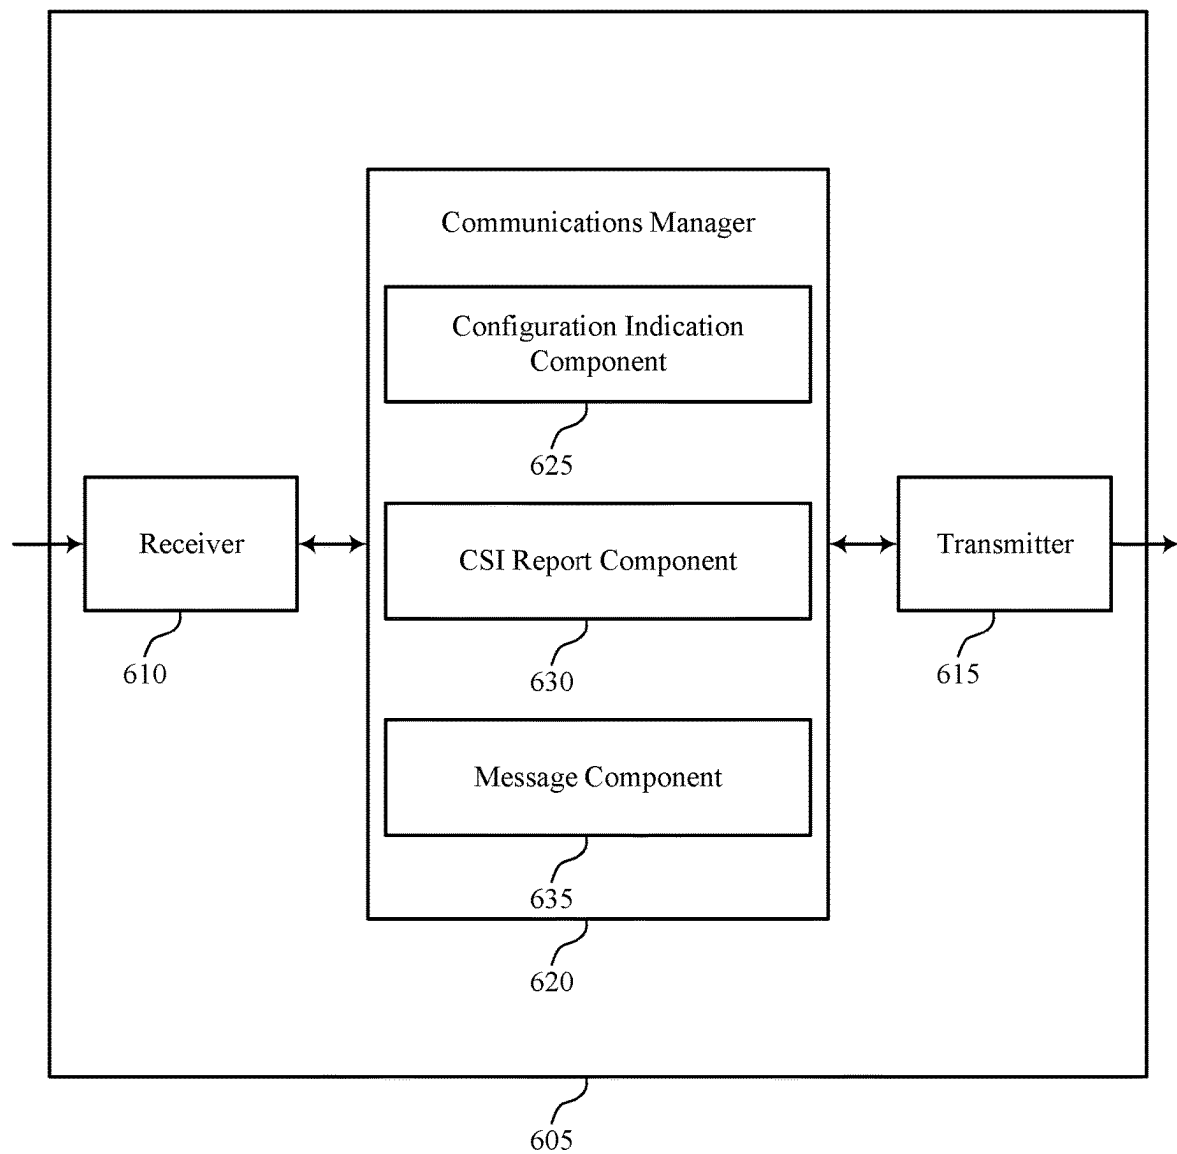 Communications Manager
Configuration Indication
Component
625
Receiver
610
CSI Report Component
630
Transmitter
615
Message Component
635
620
605